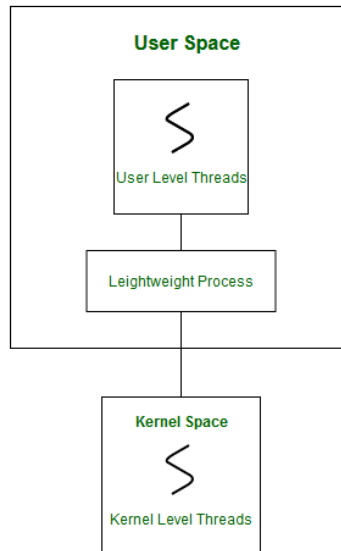 User Space
User Level Threads
Leightweight Process
Kernel Space
Kernel Level Threads